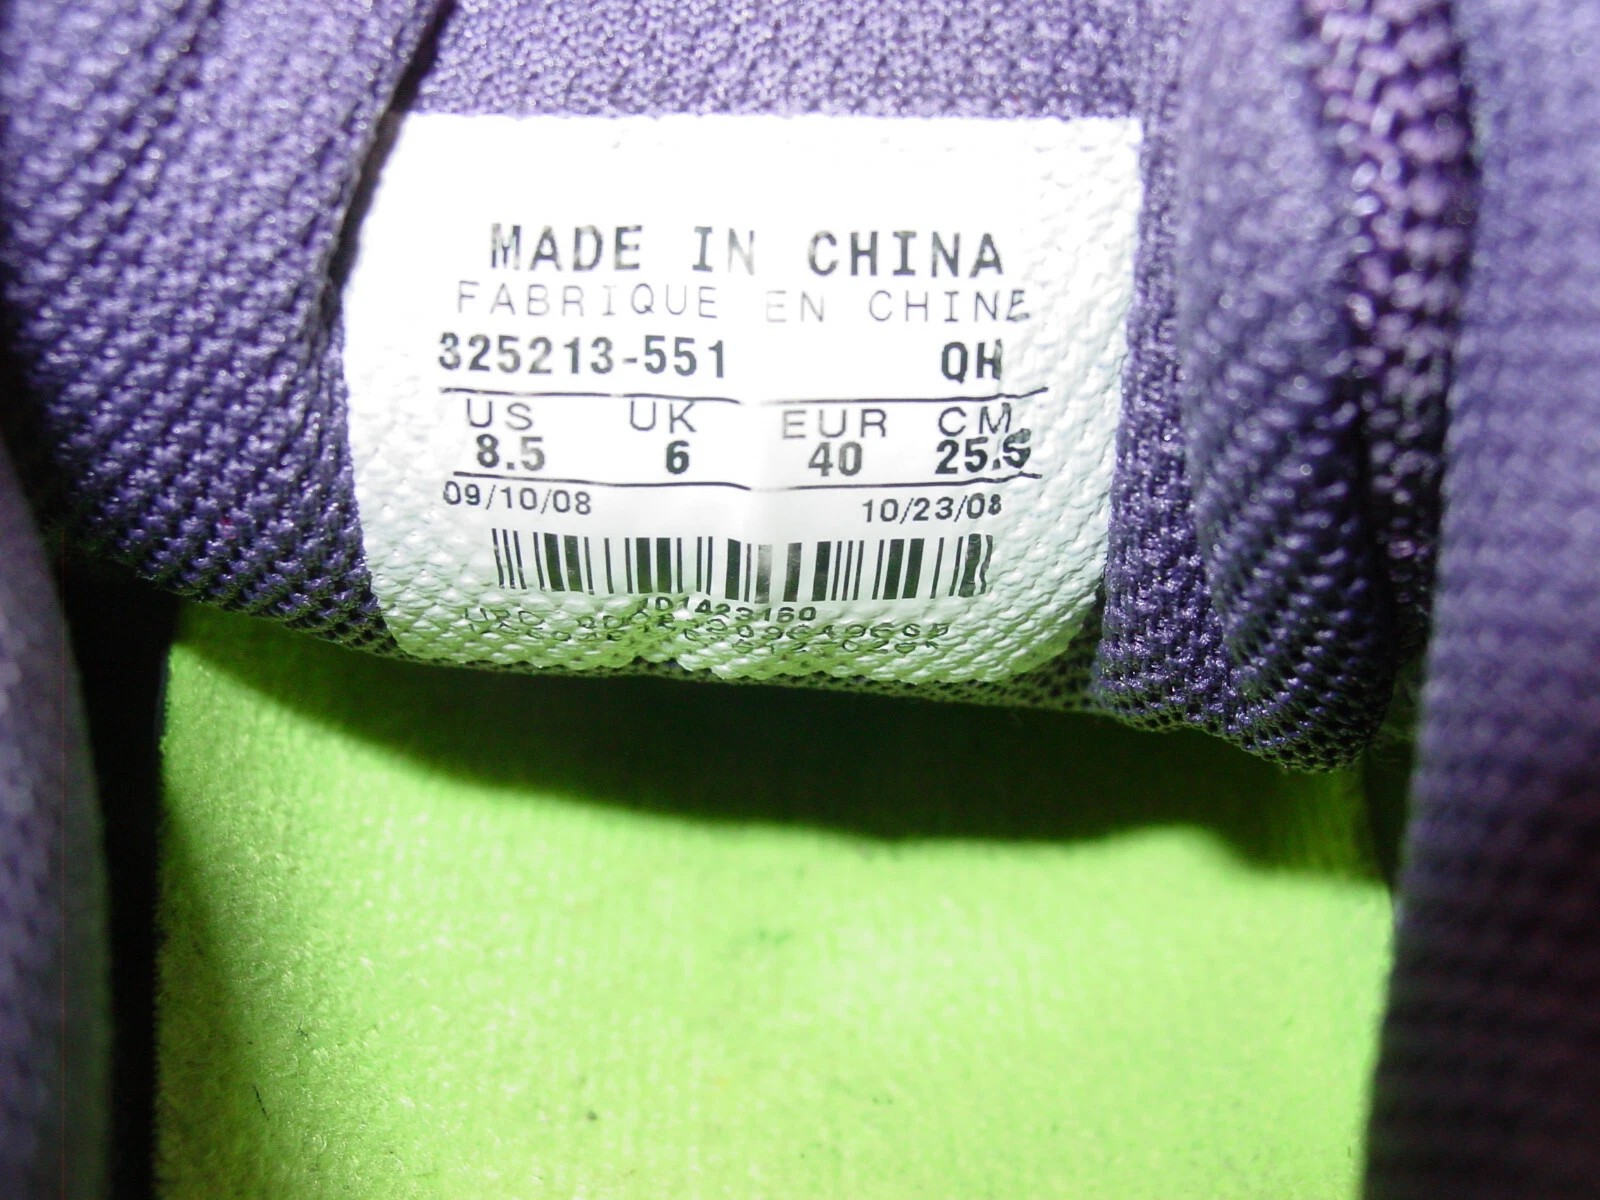 MADE IN CHINA
FABRIQUE EN CHINE
325213-551 QH
US UK EUR CM
8.5 6 40 25.5
09/10/08 10/23/08